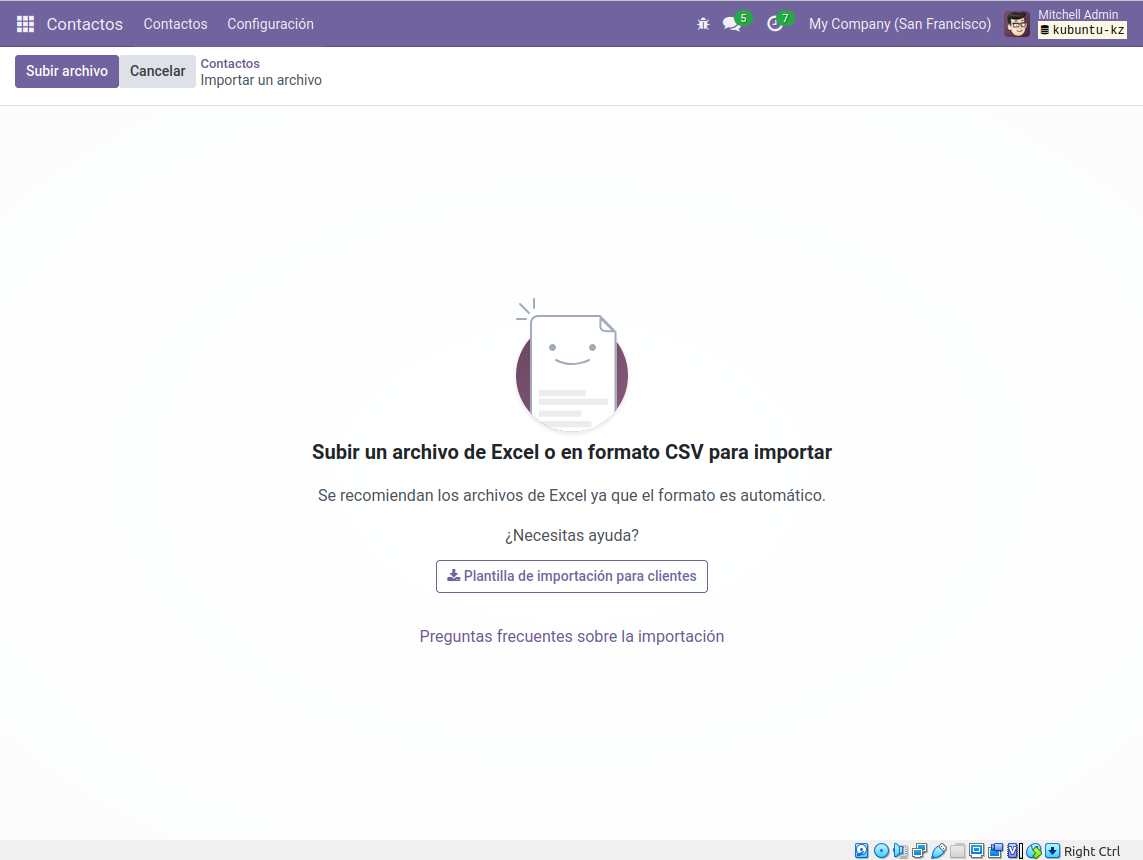 Contactos Contactos Configuración 5 7 My Company (San Francisco) Mitchell Admin
kubuntu-kz
Subir archivo Cancelar Contactos
Importar un archivo
Subir un archivo de Excel o en formato CSV para importar
Se recomiendan los archivos de Excel ya que el formato es automático.
¿Necesitas ayuda?
Plantilla de importación para clientes
Preguntas frecuentes sobre la importación
Right Ctrl